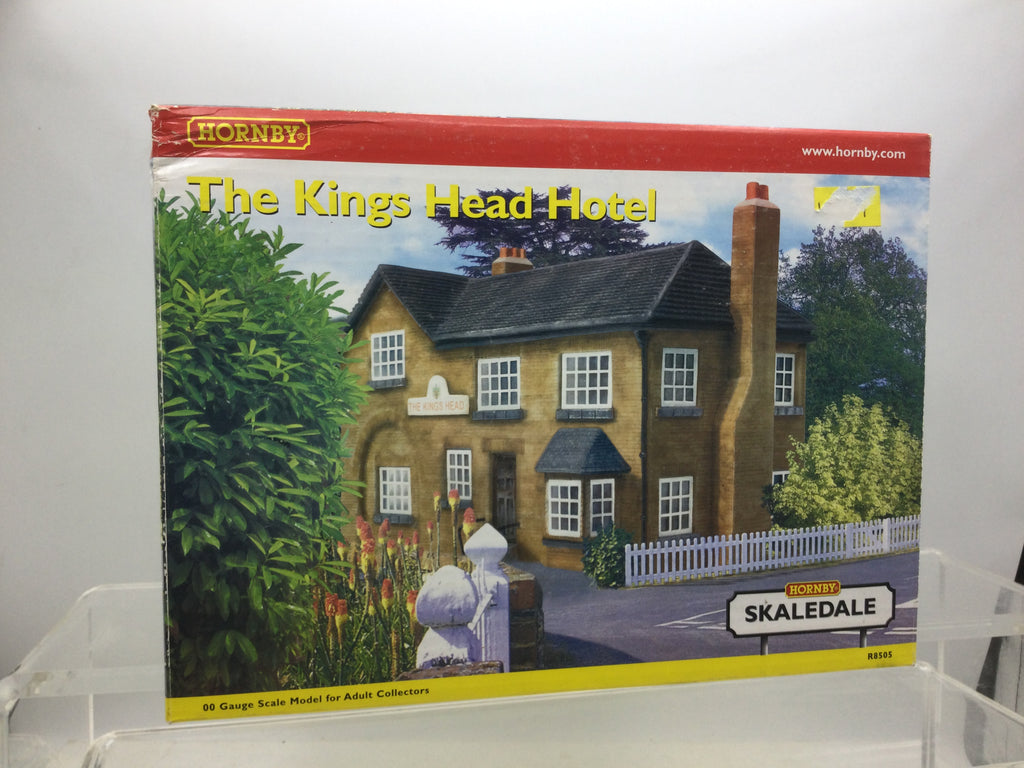 HORNBY®
www.hornby.com
The Kings Head Hotel
THE KINGS HEAD
HORNBY
SKALEDALE
R8505
00 Gauge Scale Model for Adult Collectors